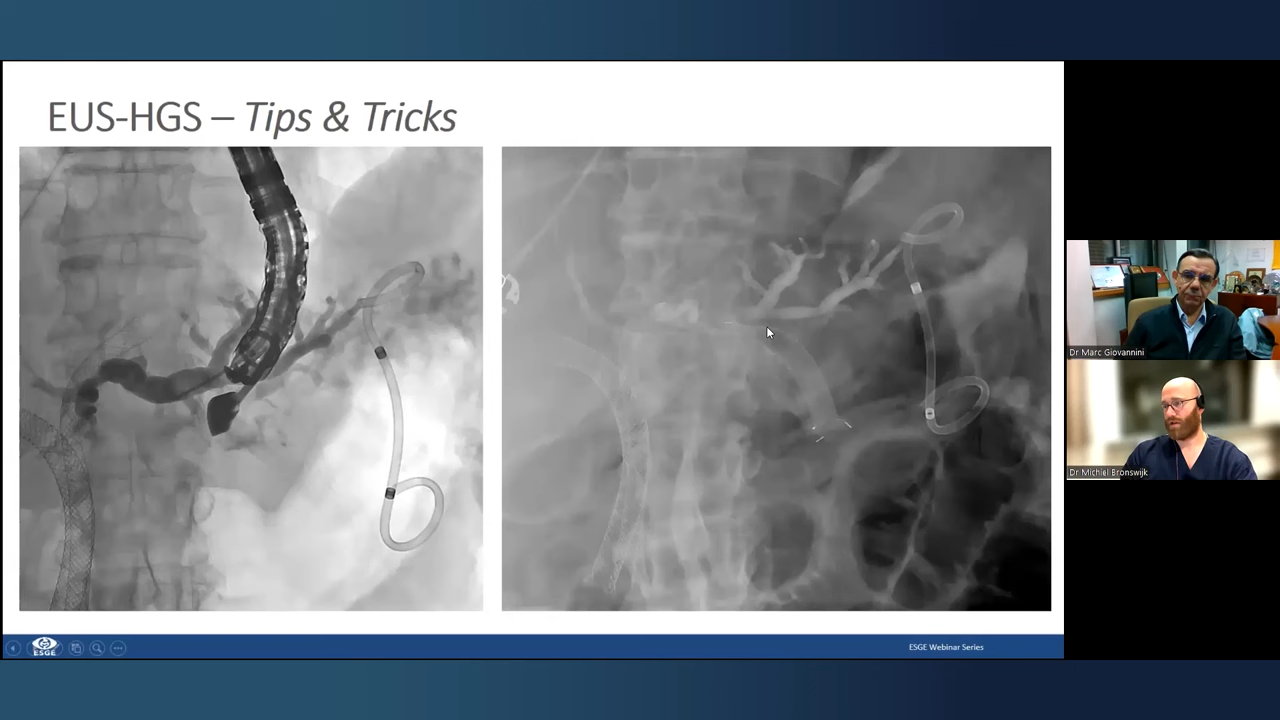 EUS-HGS – Tips & Tricks
Dr Marc Giovannini
Dr Michiel Bronswijk
ESGE
ESGE Webinar Series